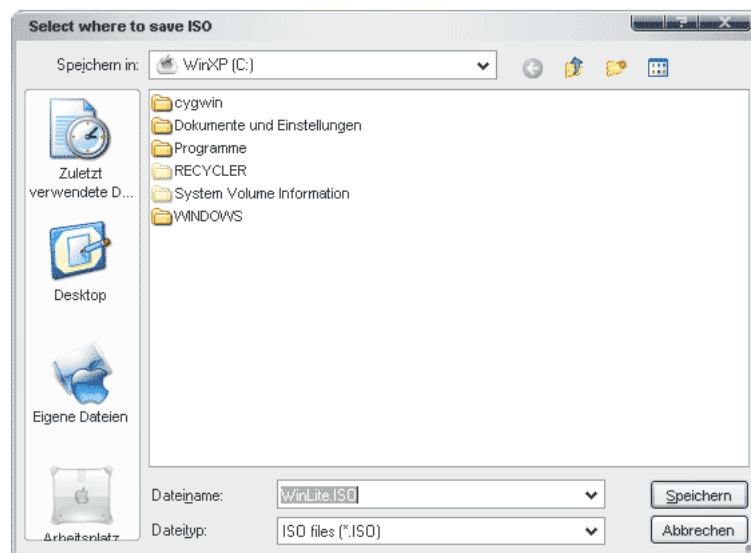 Select where to save ISO
Speichern in: WinXP (C:)
cygwin
Dokumente und Einstellungen
Programme
RECYCLER
System Volume Information
WINDOWS
Zuletzt
verwendete D...
Desktop
Eigene Dateien
Arbeitsplatz
Dateiname: WinLite.ISO Speichern
Dateityp: ISO files (*.ISO) Abbrechen